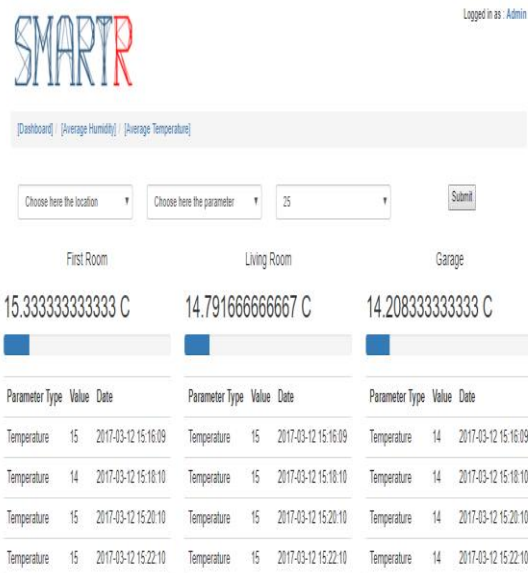 Logged in as : Admin
SMARTR
[Dashboard] / [Average Humidity] / [Average Temperature]
Choose here the location Choose here the parameter 25 Submit
First Room Living Room Garage
15.333333333333 C 14.791666666667 C 14.208333333333 C
Parameter Type Value Date Parameter Type Value Date Parameter Type Value Date
Temperature 15 2017-03-12 15:16:09 Temperature 15 2017-03-12 15:16:09 Temperature 14 2017-03-12 15:16:09
Temperature 14 2017-03-12 15:18:10 Temperature 15 2017-03-12 15:18:10 Temperature 14 2017-03-12 15:18:10
Temperature 15 2017-03-12 15:20:10 Temperature 15 2017-03-12 15:20:10 Temperature 14 2017-03-12 15:20:10
Temperature 15 2017-03-12 15:22:10 Temperature 15 2017-03-12 15:22:10 Temperature 14 2017-03-12 15:22:10